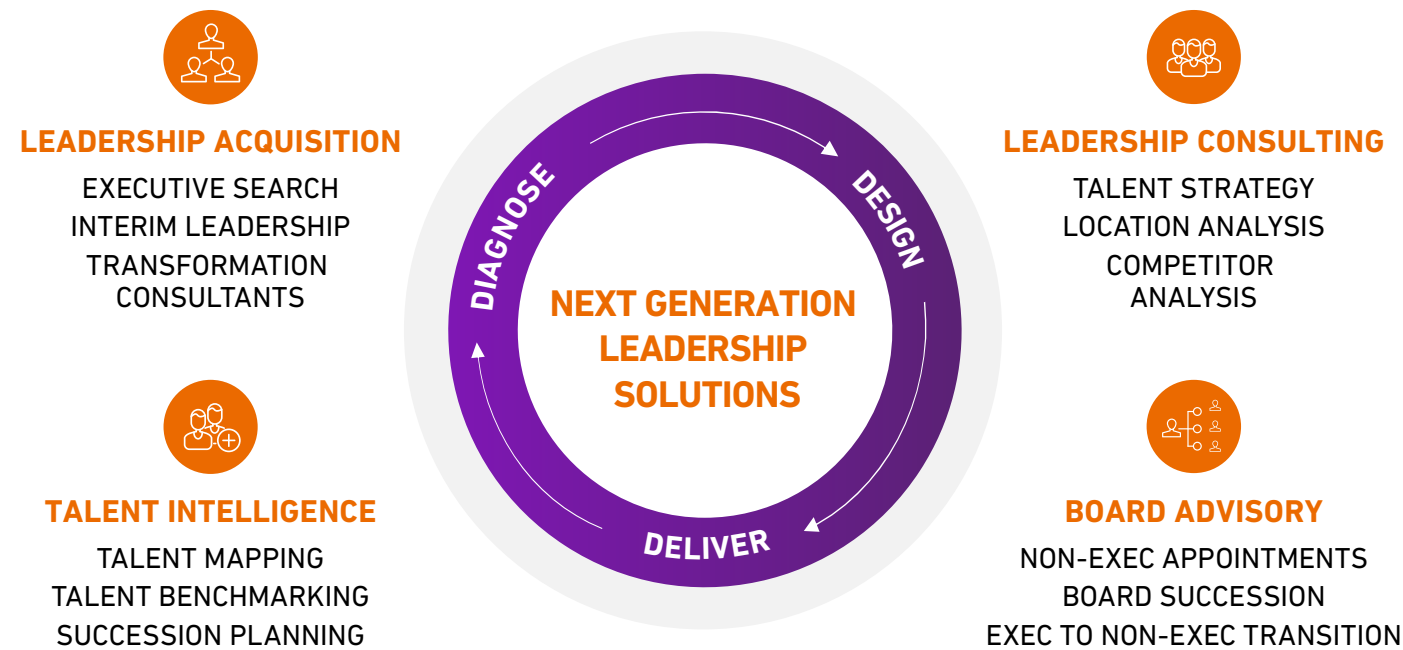 LEADERSHIP ACQUISITION
EXECUTIVE SEARCH
INTERIM LEADERSHIP
TRANSFORMATION
CONSULTANTS
TALENT INTELLIGENCE
TALENT MAPPING
TALENT BENCHMARKING
SUCCESSION PLANNING
DIAGNOSE
DESIGN
DELIVER
NEXT GENERATION
LEADERSHIP
SOLUTIONS
LEADERSHIP CONSULTING
TALENT STRATEGY
LOCATION ANALYSIS
COMPETITOR
ANALYSIS
BOARD ADVISORY
NON-EXEC APPOINTMENTS
BOARD SUCCESSION
EXEC TO NON-EXEC TRANSITION